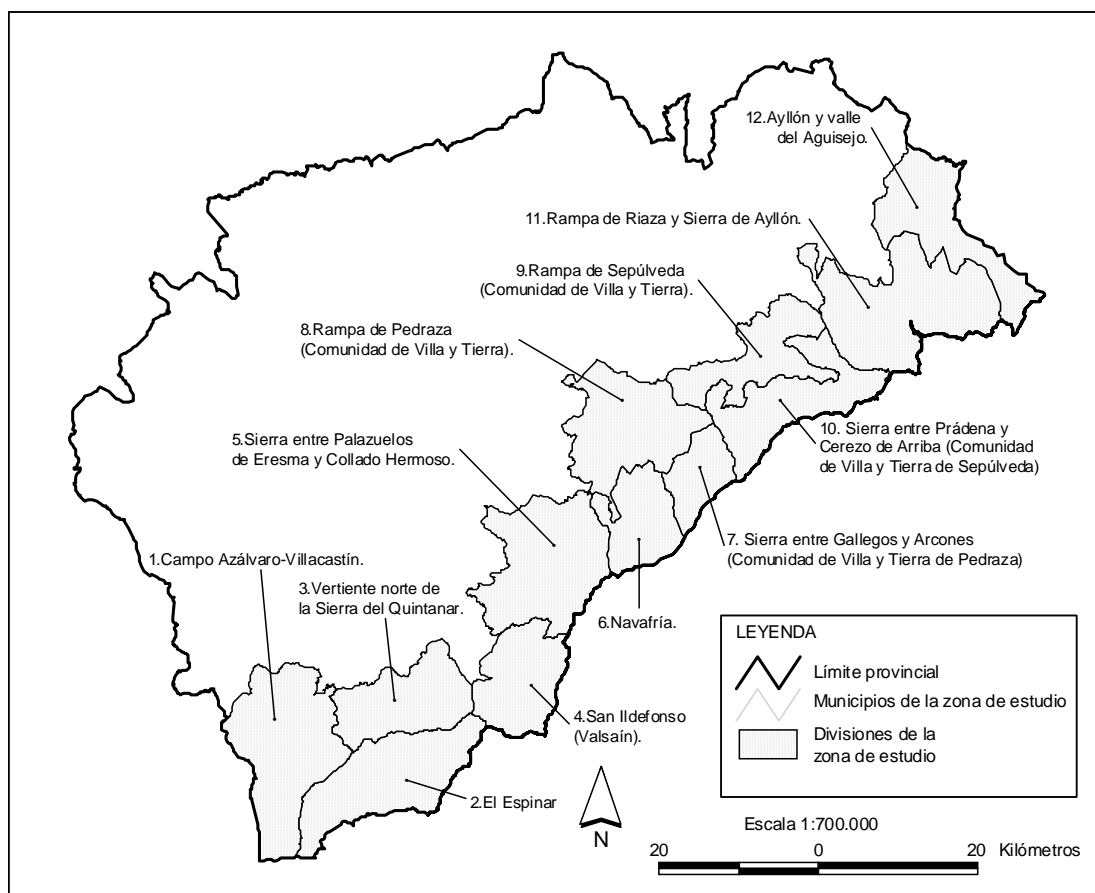 12.Ayllón y valle
del Aguisejo.
11.Rampa de Riaza y Sierra de Ayllón.
9.Rampa de Sepúlveda
(Comunidad de Villa y Tierra).
8.Rampa de Pedraza
(Comunidad de Villa y Tierra).
10. Sierra entre Prádena y
Cerezo de Arriba (Comunidad
de Villa y Tierra de Sepúlveda)
5.Sierra entre Palazuelos
de Eresma y Collado Hermoso.
7. Sierra entre Gallegos y Arcones
(Comunidad de Villa y Tierra de Pedraza)
1.Campo Azálvaro-Villacastín.
3.Vertiente norte de
la Sierra del Quintanar.
6.Navafría.
4.San Ildefonso
(Valsaín).
2.El Espinar
LEYENDA
Límite provincial
Municipios de la zona de estudio
Divisiones de la
zona de estudio
N
Escala 1:700.000
20 0 20 Kilómetros